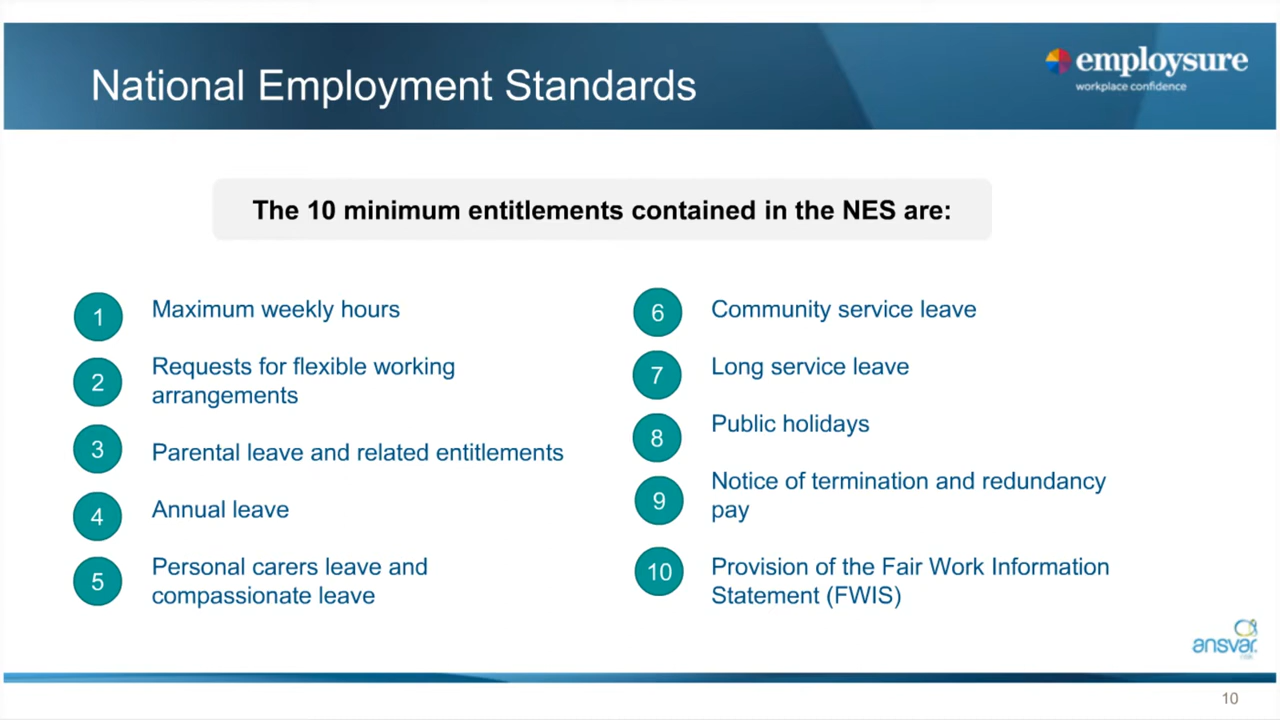 National Employment Standards
employsure
workplace confidence
The 10 minimum entitlements contained in the NES are:
1 Maximum weekly hours
2 Requests for flexible working
arrangements
3 Parental leave and related entitlements
4 Annual leave
5 Personal carers leave and
compassionate leave
6 Community service leave
7 Long service leave
8 Public holidays
9 Notice of termination and redundancy
pay
10 Provision of the Fair Work Information
Statement (FWIS)
ansvar
10